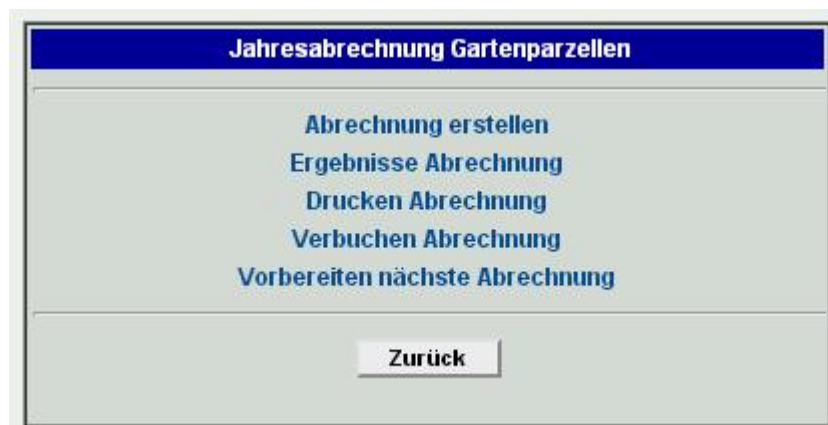 Jahresabrechnung Gartenparzellen
Abrechnung erstellen
Ergebnisse Abrechnung
Drucken Abrechnung
Verbuchen Abrechnung
Vorbereiten nächste Abrechnung
Zurück